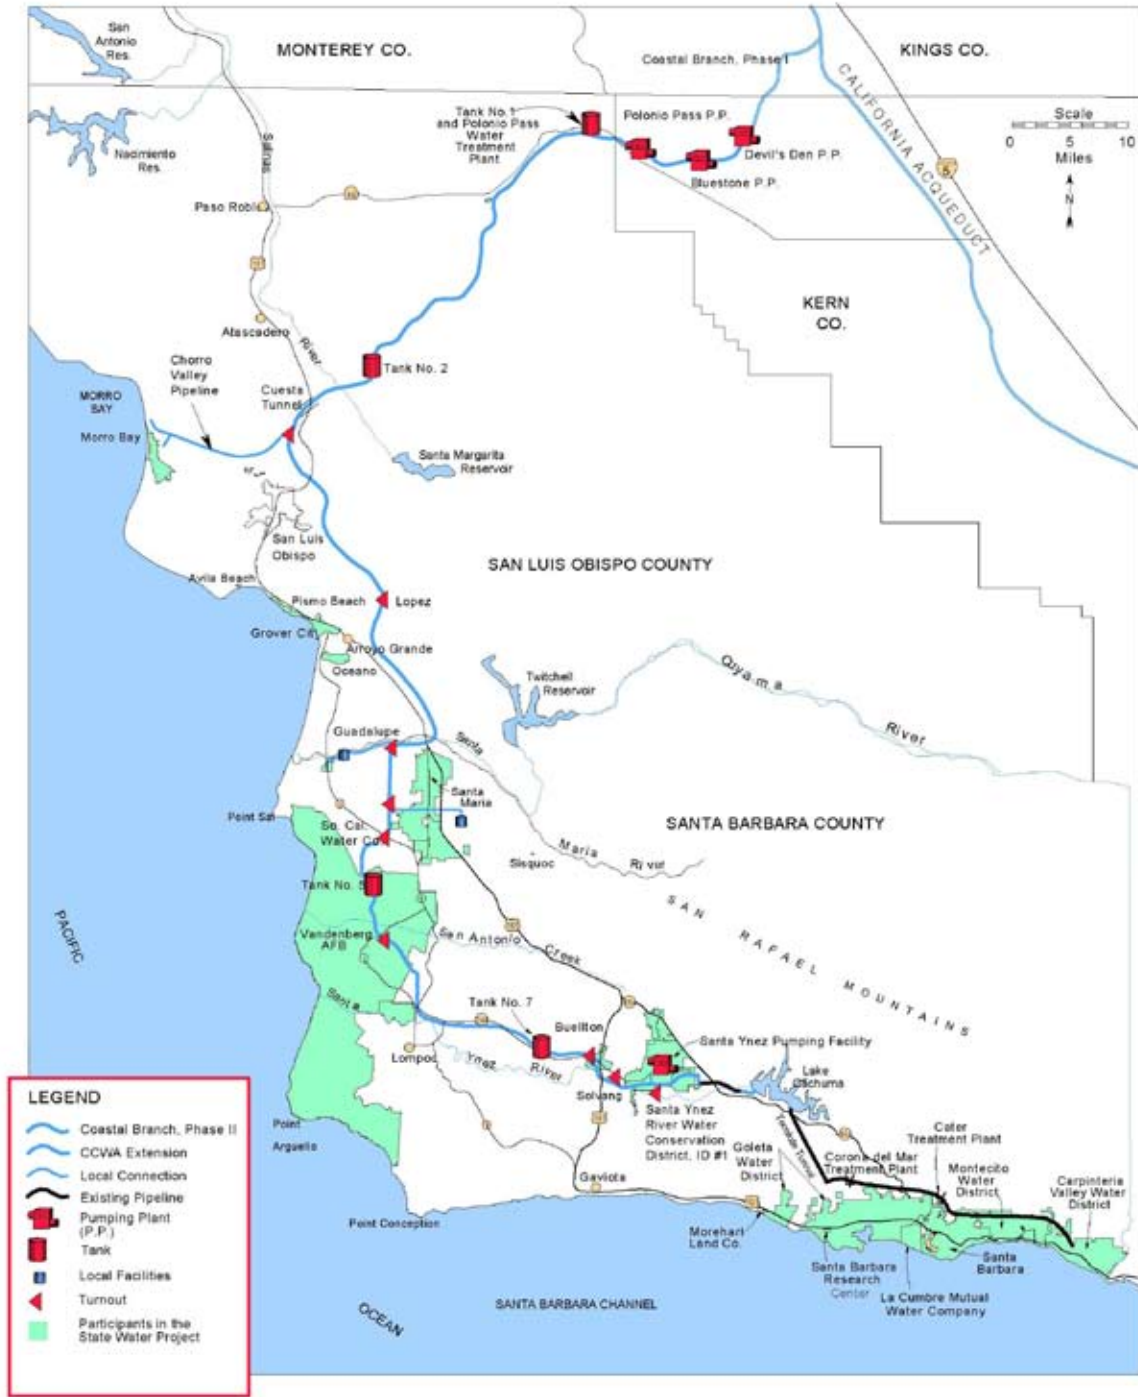 San
Antonio
Res.
MONTEREY CO.
Coastal Branch, Phase I
KINGS CO.
Tank No.1
and Polonio Pass
Water
Treatment
Plant
Polonio Pass P.P.
Devil's Den P.P.
Bluestone P.P.
CALIFORNIA ACQUEDUCT
5
Scale
0 5 10
Miles
N
Nacimiento
Res.
Salinas
River
Paso Robles
Atascadero
KERN
CO.
Tank No. 2
Chorro
Valley
Pipeline
Cuesta
Tunnel
MORRO
BAY
Morro Bay
Santa Margarita
Reservoir
San Luis
Obispo
SAN LUIS OBISPO COUNTY
Avila Beach
Pismo Beach
Lopez
Grover City
Arroyo Grande
Oceano
Twitchell
Reservoir
Cuyama
River
Guadalupe
Santa
Maria
River
Santa
Maria
Point Sal
So. Cal.
Water Co.
Sisquoc
SANTA BARBARA COUNTY
Tank No. 5
SAN RAFAEL MOUNTAINS
PACIFIC
Vandenberg
AFB
San Antonio
Creek
Santa
Ynez
River
Tank No. 7
Buellton
Santa Ynez Pumping Facility
Lompoc
Solvang
Lake
Cachuma
Santa Ynez
River Water
Conservation
District, ID #1
Tecolote Tunnel
Cater
Treatment Plant
Goleta
Water
District
Corona del Mar
Treatment Plant
Montecito
Water
District
Carpinteria
Valley Water
District
Point
Arguello
Gaviota
Point Conception
Morehart
Land Co.
Santa Barbara
Research
Center
Santa
Barbara
La Cumbre Mutual
Water Company
SANTA BARBARA CHANNEL
OCEAN
LEGEND
Coastal Branch, Phase II
CCWA Extension
Local Connection
Existing Pipeline
Pumping Plant
(P.P.)
Tank
Local Facilities
Turnout
Participants in the
State Water Project